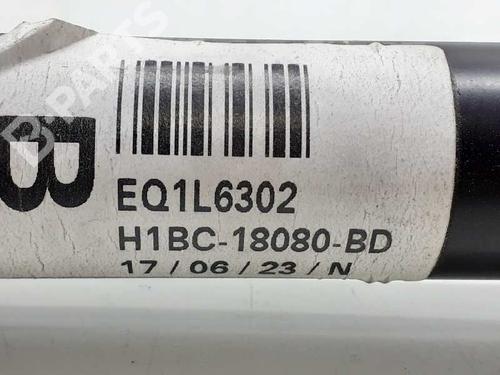 B-PARTS
B
EQ1L6302
H1BC-18080-BD
17/06/23/N